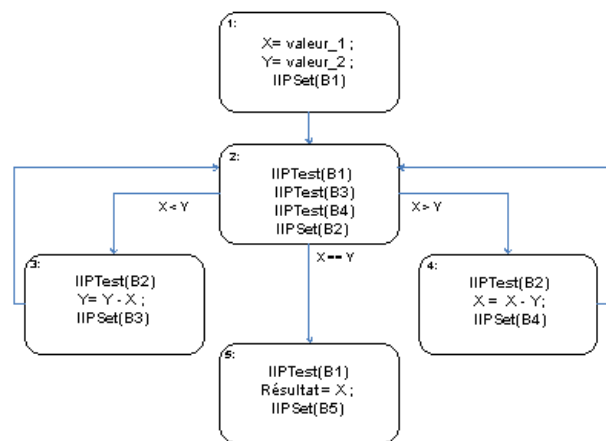 1:
X= valeur_1 ;
Y= valeur_2 ;
IIPSet(B1)
2:
IIPTest(B1)
IIPTest(B3)
IIPTest(B4)
IIPSet(B2)
X < Y
X > Y
X == Y
3:
IIPTest(B2)
Y= Y - X ;
IIPSet(B3)
4:
IIPTest(B2)
X = X - Y;
IIPSet(B4)
5:
IIPTest(B1)
Résultat= X ;
IIPSet(B5)